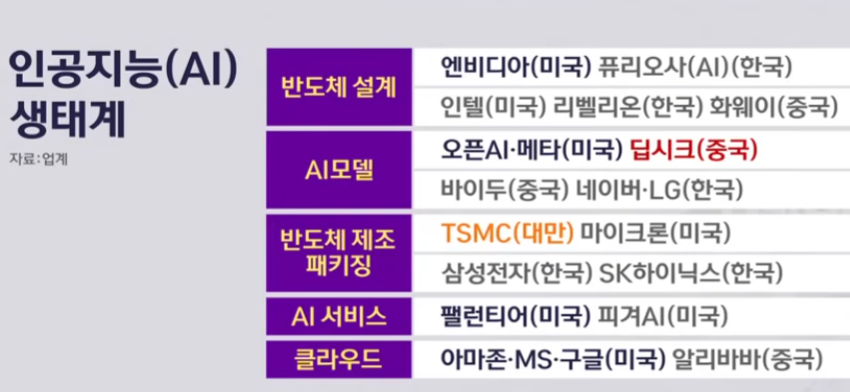 인공지능(AI)
생태계
자료:업계
반도체 설계
엔비디아(미국) 퓨리오사(AI)(한국)
인텔(미국) 리벨리온(한국) 화웨이(중국)
AI모델
오픈AI·메타(미국) 딥시크(중국)
바이두(중국) 네이버·LG(한국)
반도체 제조
패키징
TSMC(대만) 마이크론(미국)
삼성전자(한국) SK하이닉스(한국)
AI 서비스
팰런티어(미국) 피겨AI(미국)
클라우드
아마존·MS·구글(미국) 알리바바(중국)